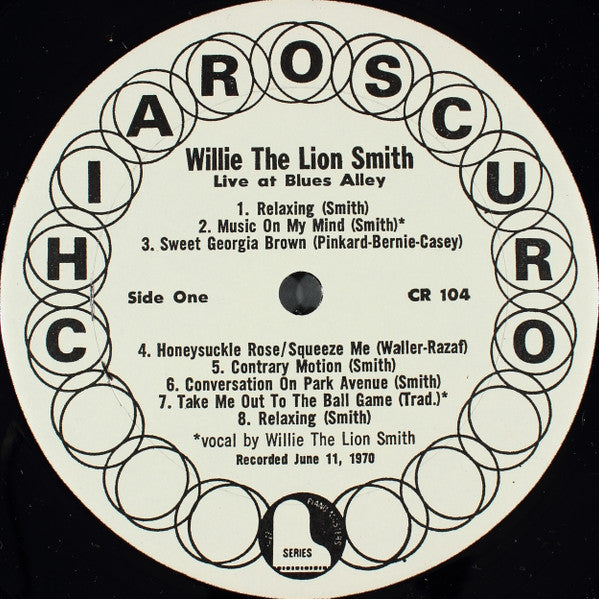 CHIAROSCURO
Willie The Lion Smith
Live at Blues Alley
1. Relaxing (Smith)
2. Music On My Mind (Smith)*
3. Sweet Georgia Brown (Pinkard-Bernie-Casey)
Side One
CR 104
4. Honeysuckle Rose/Squeeze Me (Waller-Razaf)
5. Contrary Motion (Smith)
6. Conversation On Park Avenue (Smith)
7. Take Me Out To The Ball Game (Trad.)*
8. Relaxing (Smith)
*vocal by Willie The Lion Smith
Recorded June 11, 1970
PIANO MASTERS
SERIES